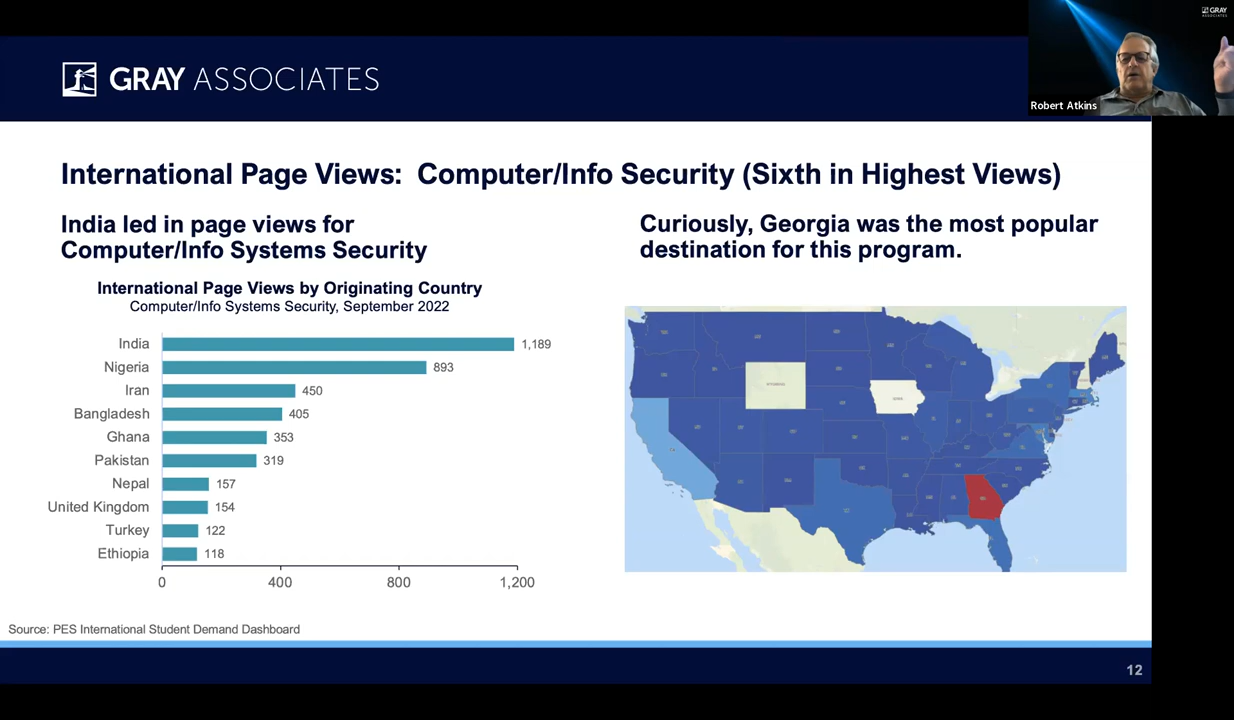 GRAY
ASSOCIATES
Robert Atkins
GRAY ASSOCIATES
International Page Views: Computer/Info Security (Sixth in Highest Views)
India led in page views for
Computer/Info Systems Security
Curiously, Georgia was the most popular
destination for this program.
International Page Views by Originating Country
Computer/Info Systems Security, September 2022
India 1,189
Nigeria 893
Iran 450
Bangladesh 405
Ghana 353
Pakistan 319
Nepal 157
United Kingdom 154
Turkey 122
Ethiopia 118
0 400 800 1,200
Source: PES International Student Demand Dashboard
12